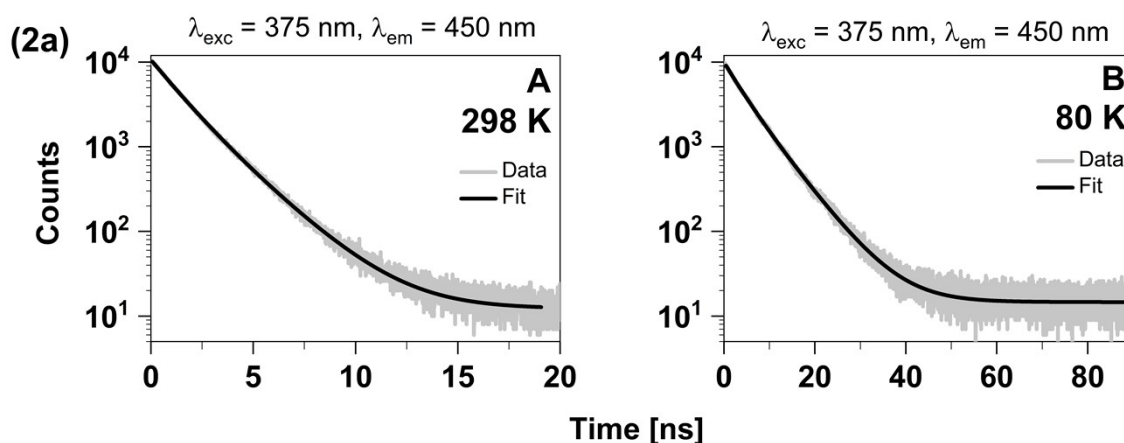 (2a)
λexc = 375 nm, λem = 450 nm
λexc = 375 nm, λem = 450 nm
A
298 K
Data
Fit
B
80 K
Data
Fit
Counts
10⁴
10³
10²
10¹
0 5 10 15 20
10⁴
10³
10²
10¹
0 20 40 60 80
Time [ns]